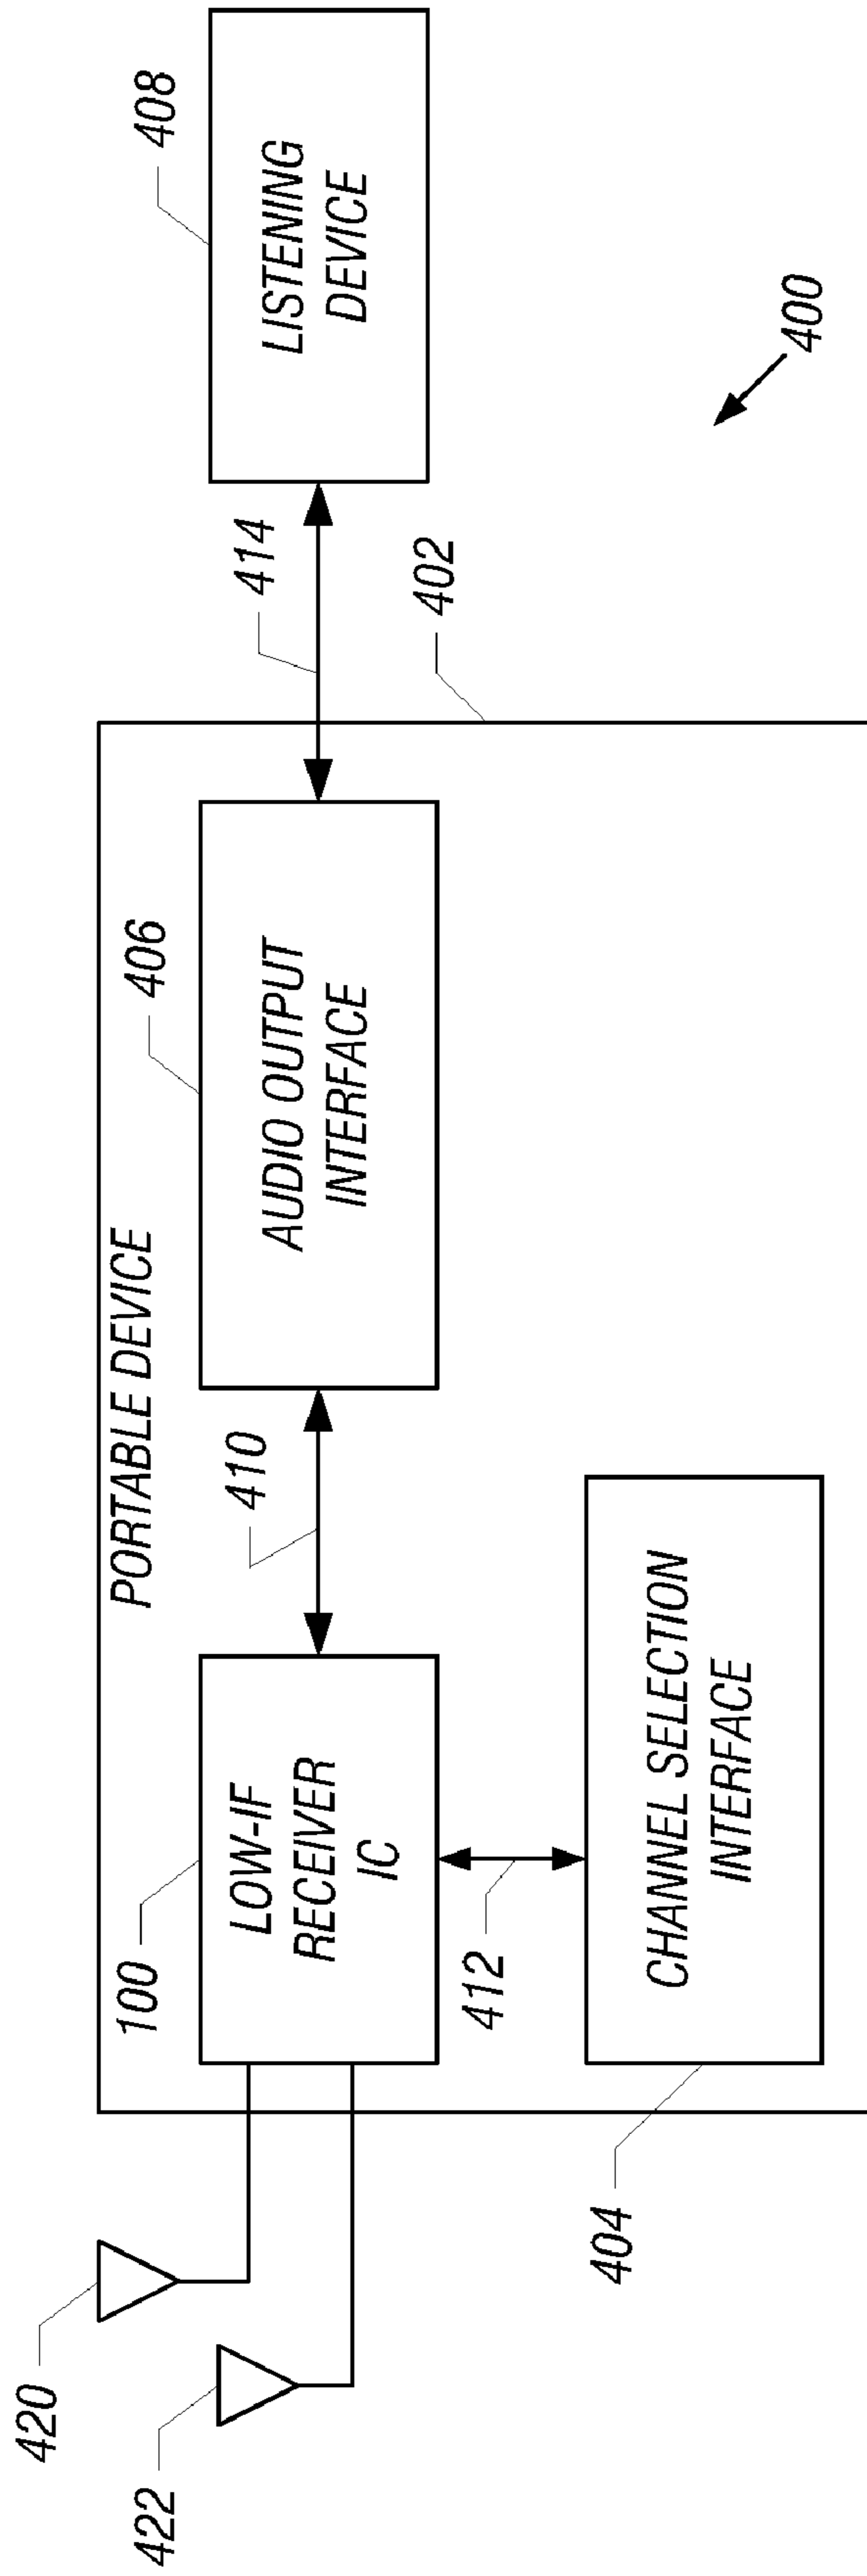 420
422
100
PORTABLE DEVICE
LOW-IF
RECEIVER
IC
410
406
AUDIO OUTPUT
INTERFACE
414
408
LISTENING
DEVICE
412
402
404
CHANNEL SELECTION
INTERFACE
400